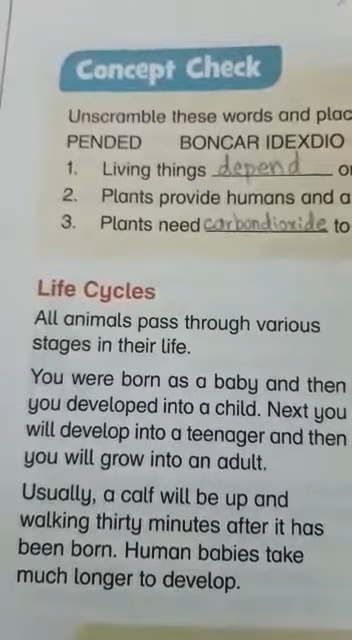 Concept Check
Unscramble these words and plac
PENDED BONCAR IDEXDIO
1. Living things depend o
2. Plants provide humans and a
3. Plants need carbondioxide to
Life Cycles
All animals pass through various
stages in their life.
You were born as a baby and then
you developed into a child. Next you
will develop into a teenager and then
you will grow into an adult.
Usually, a calf will be up and
walking thirty minutes after it has
been born. Human babies take
much longer to develop.